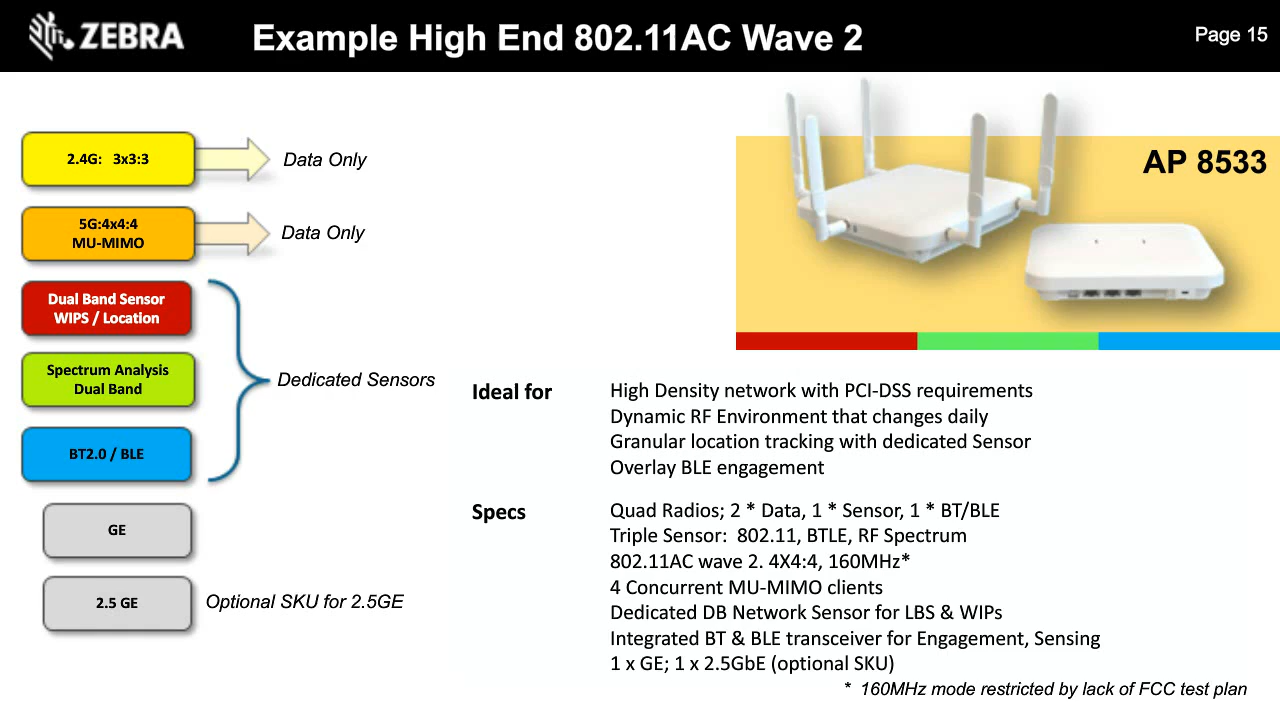 ZEBRA
Example High End 802.11AC Wave 2
Page 15
2.4G: 3x3:3
Data Only
5G:4x4:4
MU-MIMO
Data Only
Dual Band Sensor
WIPS / Location
Spectrum Analysis
Dual Band
BT2.0 / BLE
Dedicated Sensors
GE
2.5 GE
Optional SKU for 2.5GE
AP 8533
Ideal for
High Density network with PCI-DSS requirements
Dynamic RF Environment that changes daily
Granular location tracking with dedicated Sensor
Overlay BLE engagement
Specs
Quad Radios; 2 * Data, 1 * Sensor, 1 * BT/BLE
Triple Sensor: 802.11, BTLE, RF Spectrum
802.11AC wave 2. 4X4:4, 160MHz*
4 Concurrent MU-MIMO clients
Dedicated DB Network Sensor for LBS & WIPs
Integrated BT & BLE transceiver for Engagement, Sensing
1 x GE; 1 x 2.5GbE (optional SKU)
* 160MHz mode restricted by lack of FCC test plan